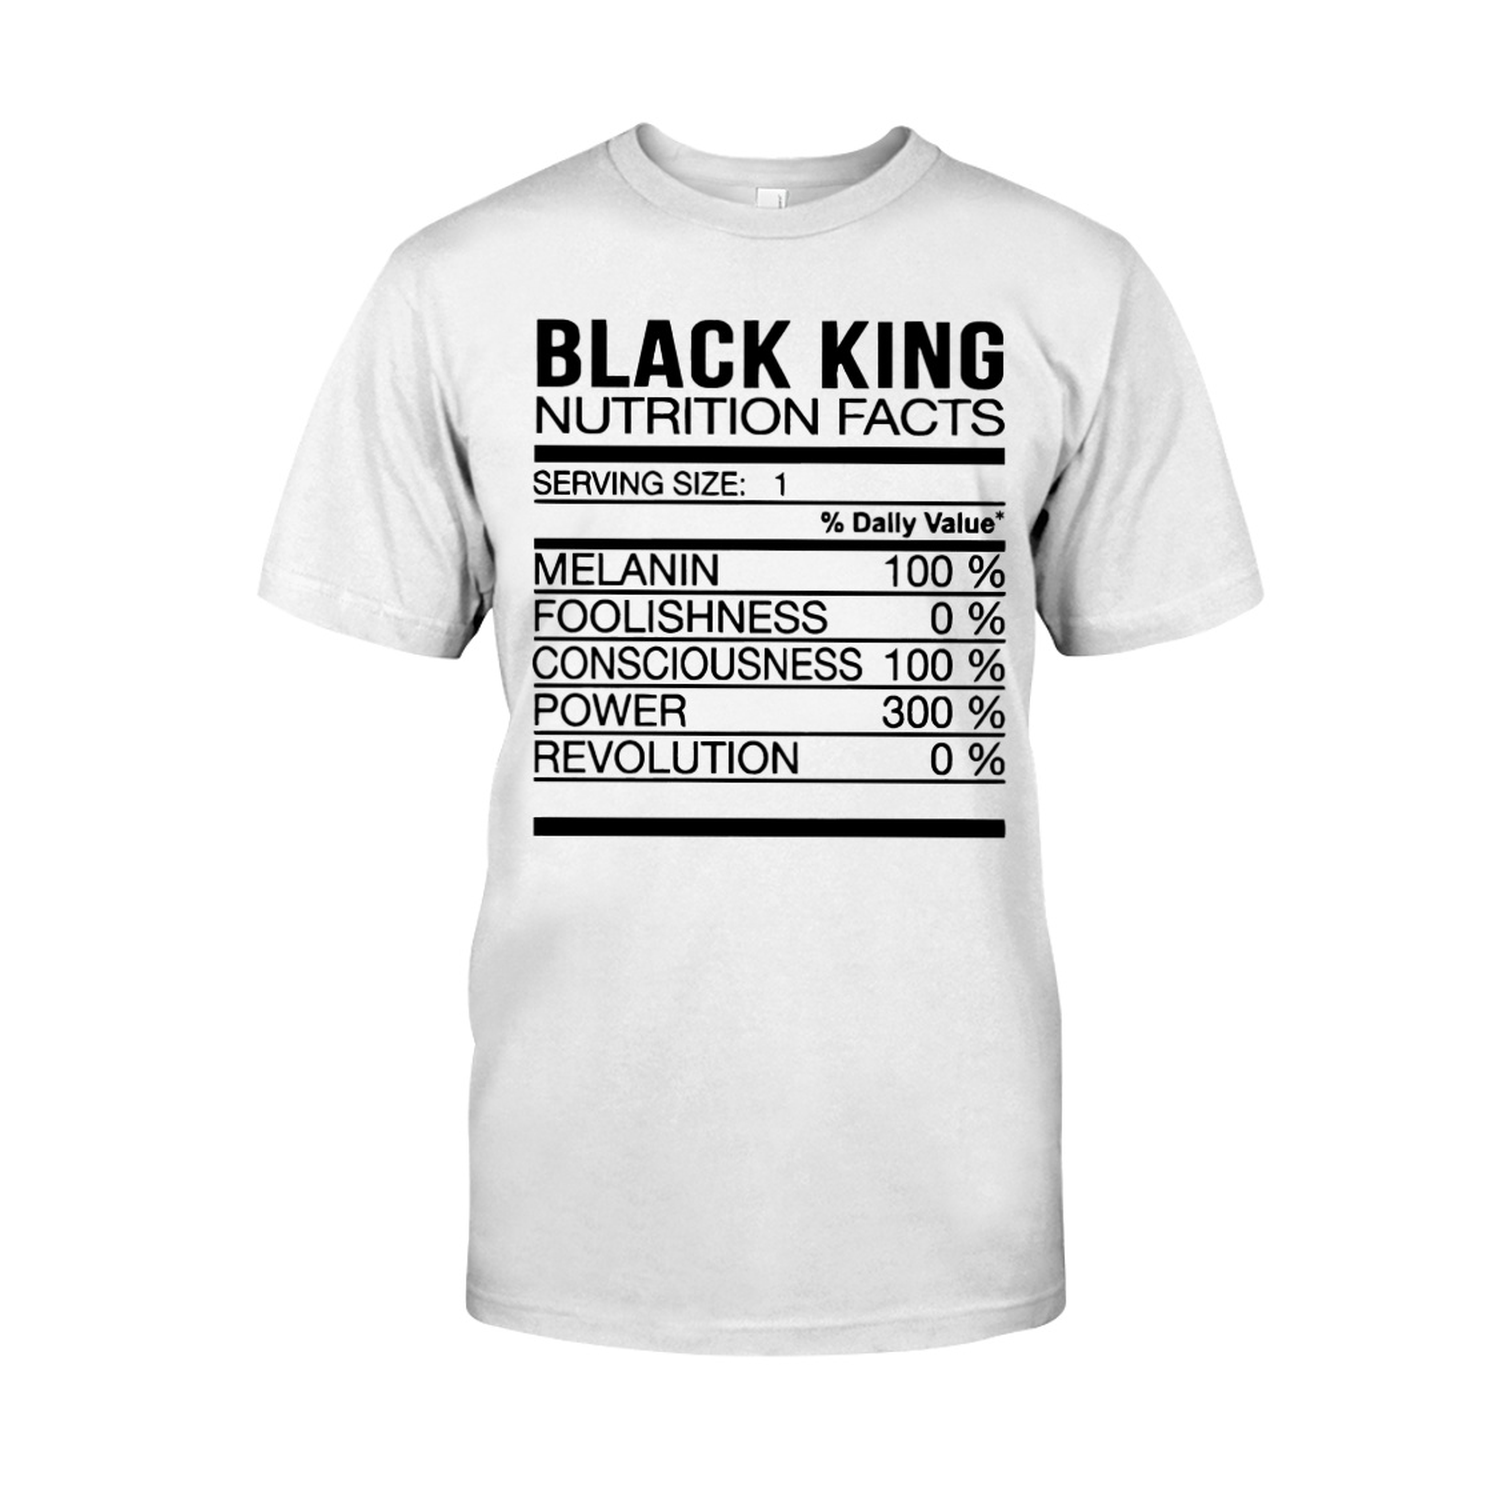 BLACK KING
NUTRITION FACTS
SERVING SIZE: 1
% Daily Value*
MELANIN 100 %
FOOLISHNESS 0 %
CONSCIOUSNESS 100 %
POWER 300 %
REVOLUTION 0 %